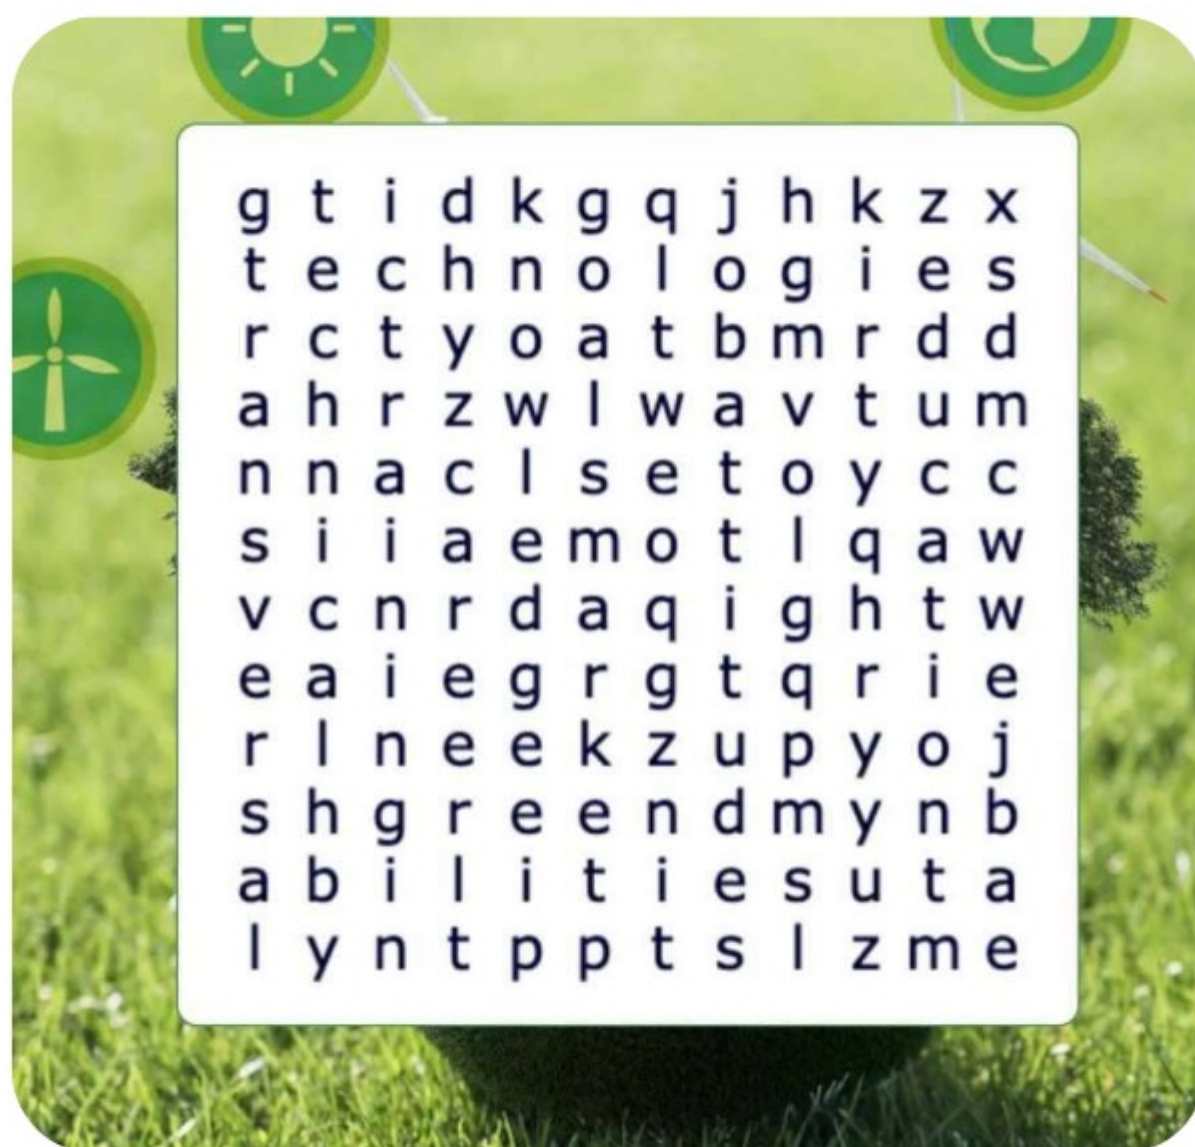 g t i d k g q j h k z x
t e c h n o l o g i e s
r c t y o a t b m r d d
a h r z w l w a v t u m
n n a c l s e t o y c c
s i i a e m o t l q a w
v c n r d a q i g h t w
e a i e g r g t q r i e
r l n e e k z u p y o j
s h g r e e n d m y n b
a b i l i t i e s u t a
l y n t p p t s l z m e